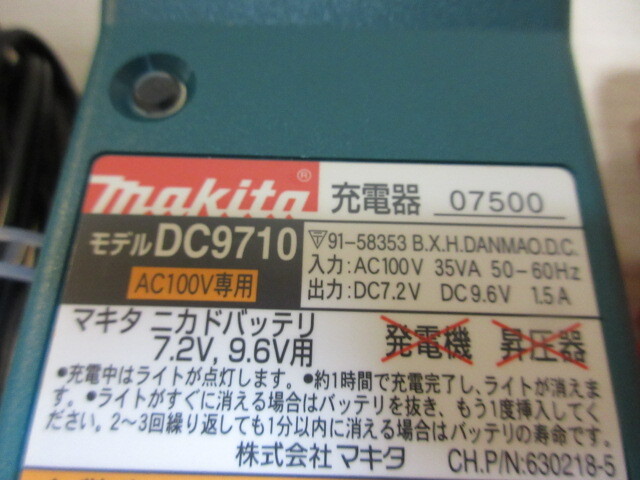 makita® 充電器 07500
モデル DC9710
AC100V専用
▽91-58353 B.X.H.DANMAO.D.C.
入力:AC100V 35VA 50-60Hz
出力:DC7.2V DC9.6V 1.5A
マキタ ニカドバッテリ
7.2V, 9.6V用
発電機 昇圧器
•充電中はライトが点灯します。•約1時間で充電完了し、ライトが消えま
す。•ライトがすぐに消える場合はバッテリを抜き、もう1度挿入してく
ださい。2〜3回繰り返しても1分以内に消える場合はバッテリの寿命です。
株式会社 マキタ CH.P/N:630218-5